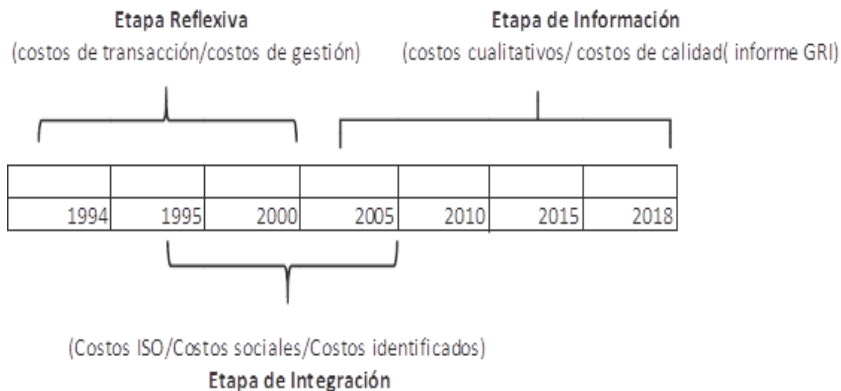 Etapa Reflexiva
(costos de transacción/costos de gestión)
Etapa de Información
(costos cualitativos/ costos de calidad( informe GRI)
1994 1995 2000 2005 2010 2015 2018
(Costos ISO/Costos sociales/Costos identificados)
Etapa de Integración